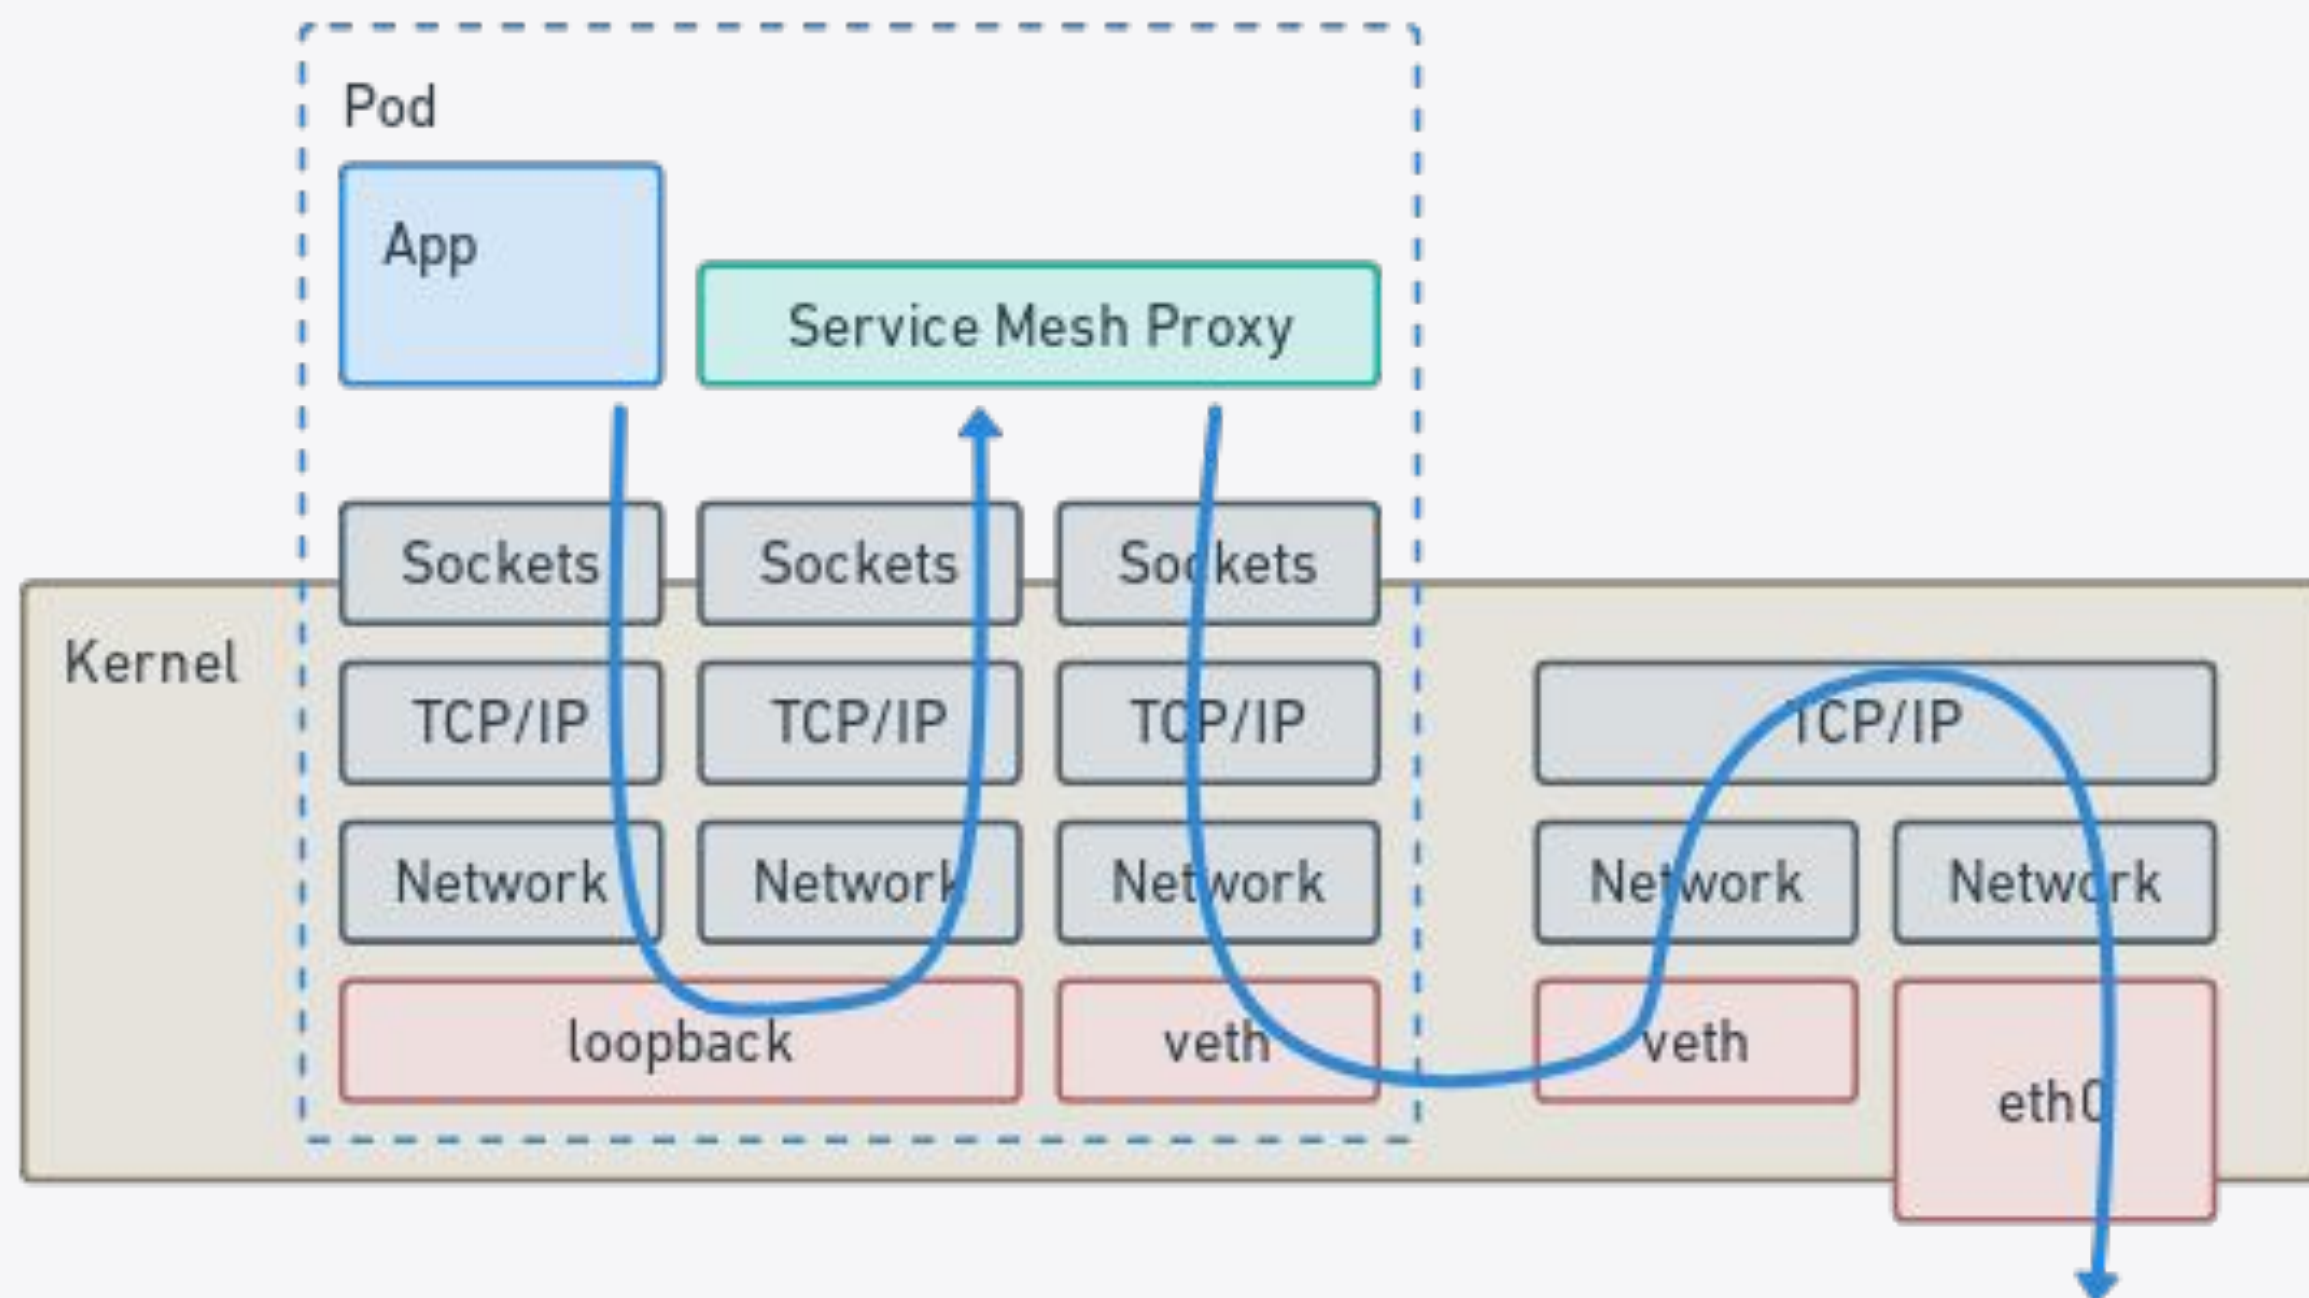 Pod
App
Service Mesh Proxy
Sockets Sockets Sockets
Kernel
TCP/IP TCP/IP TCP/IP TCP/IP
Network Network Network Network Network
loopback veth veth
eth0